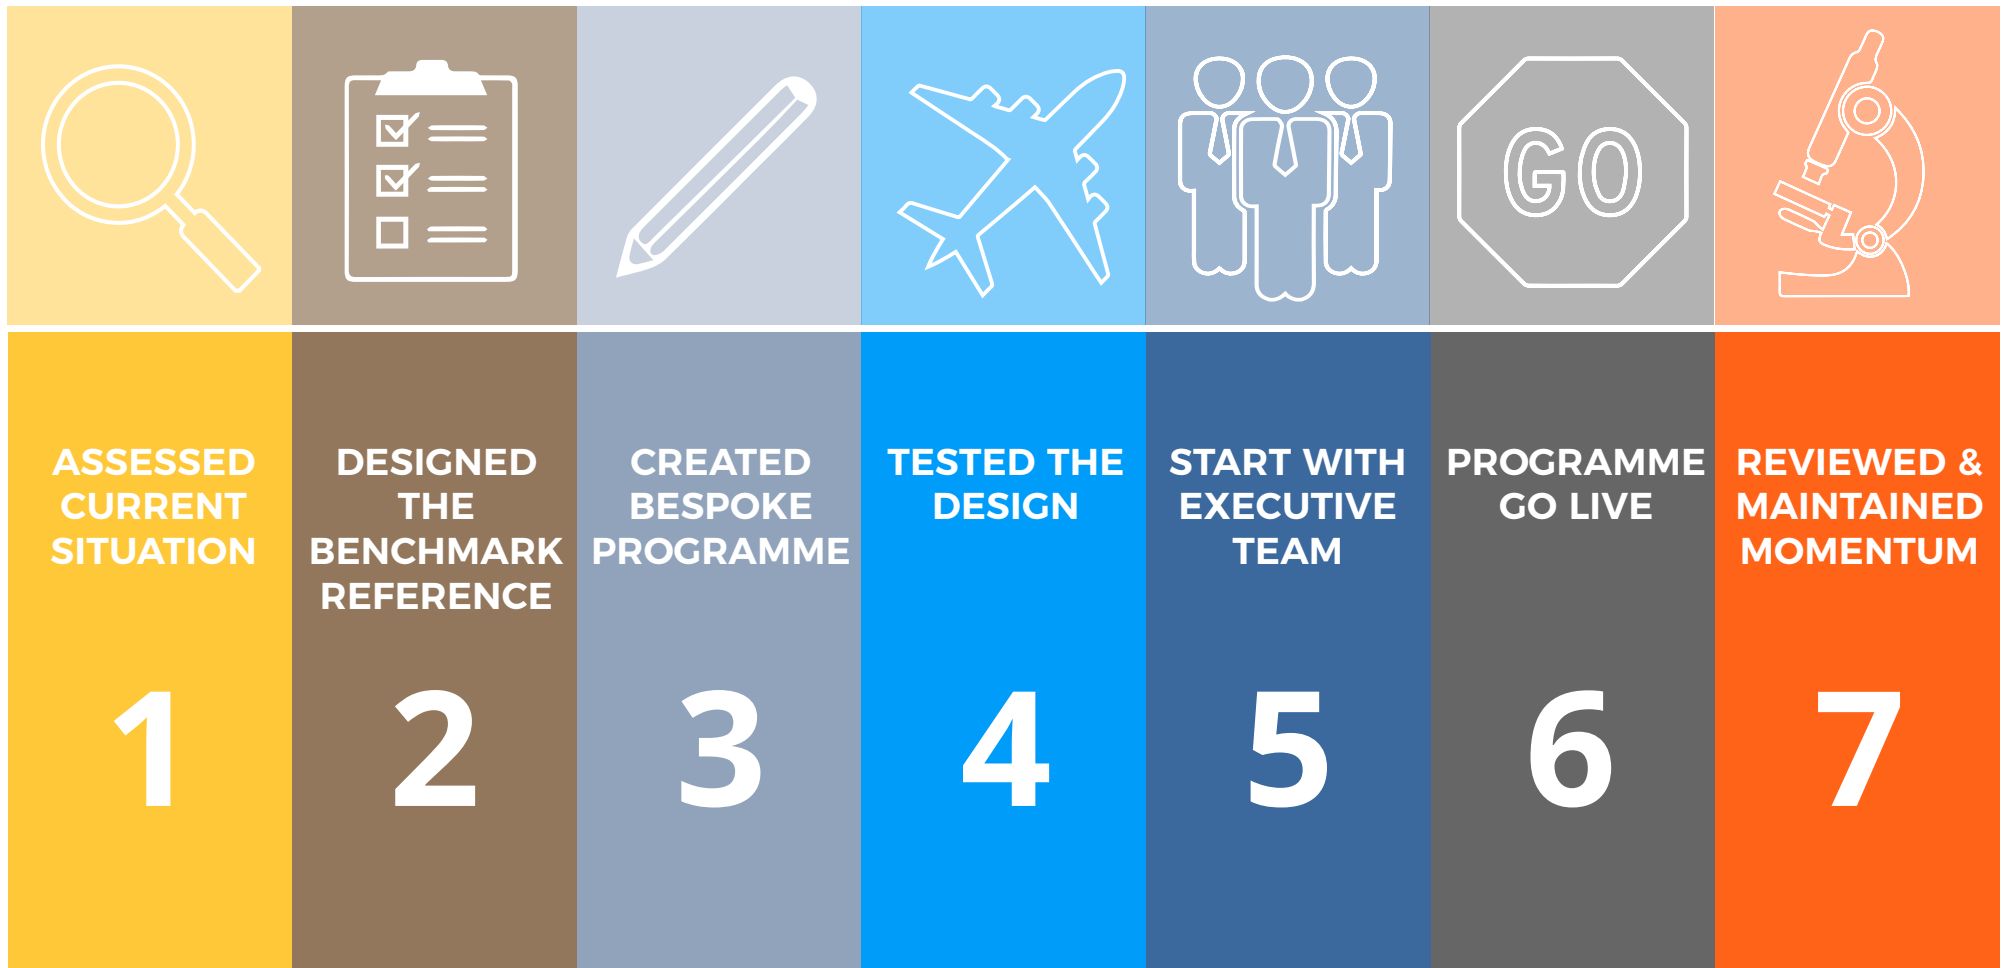 GO
ASSESSED
CURRENT
SITUATION
1
DESIGNED
THE
BENCHMARK
REFERENCE
2
CREATED
BESPOKE
PROGRAMME
3
TESTED THE
DESIGN
4
START WITH
EXECUTIVE
TEAM
5
PROGRAMME
GO LIVE
6
REVIEWED &
MAINTAINED
MOMENTUM
7